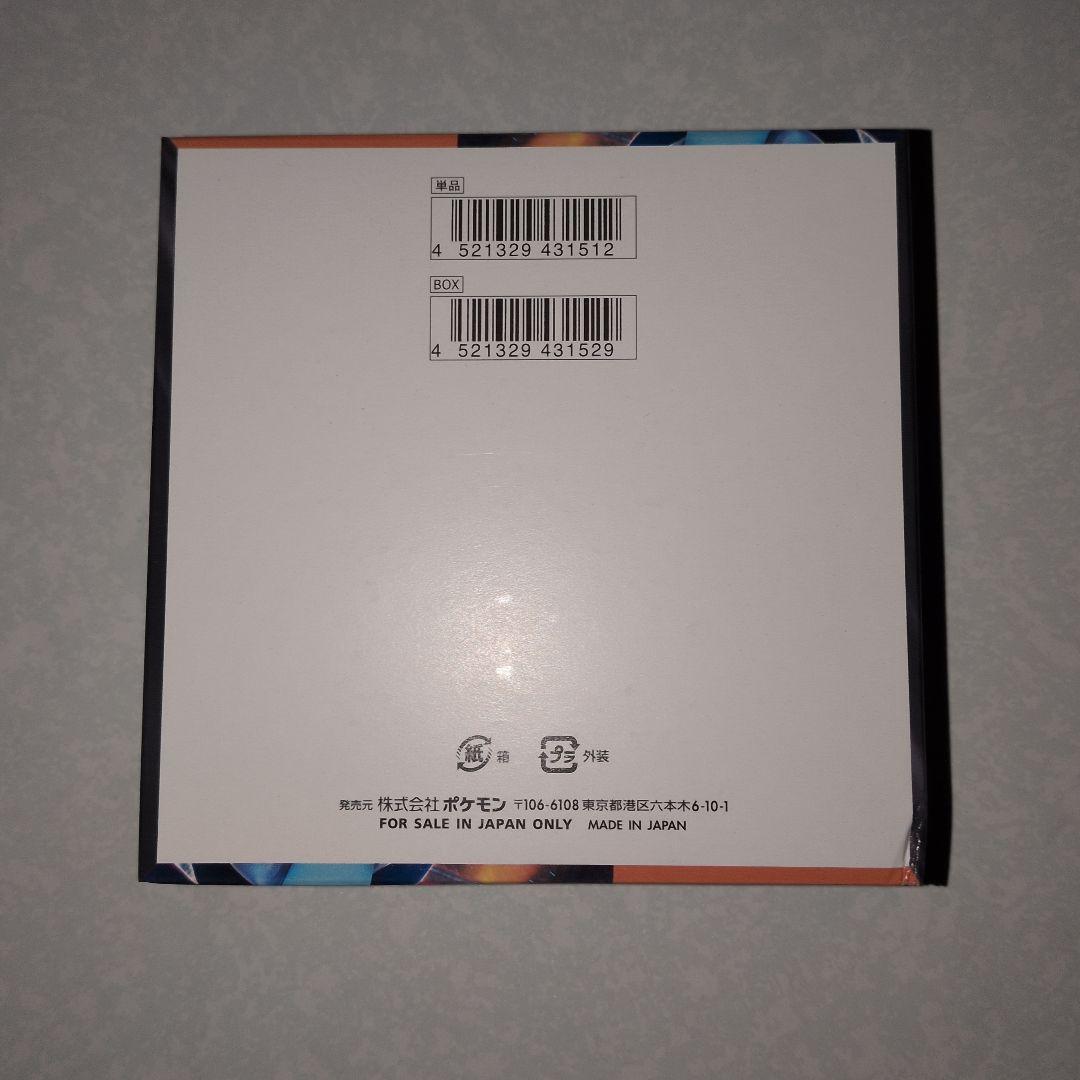 単品
4 521329 431512
BOX
4 521329 431529
紙 箱 プラ 外装
発売元 株式会社 ポケモン 〒106-6108 東京都港区六本木6-10-1
FOR SALE IN JAPAN ONLY MADE IN JAPAN